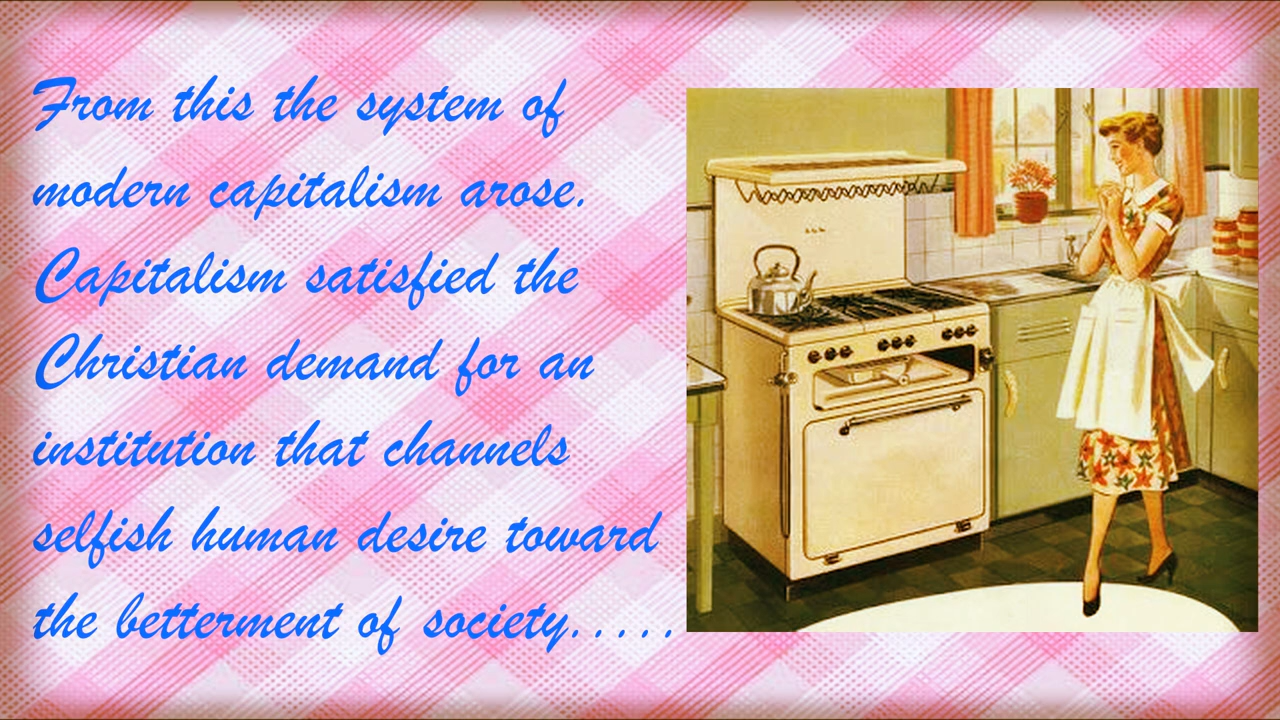 From this the system of
modern capitalism arose.
Capitalism satisfied the
Christian demand for an
institution that channels
selfish human desire toward
the betterment of society.....